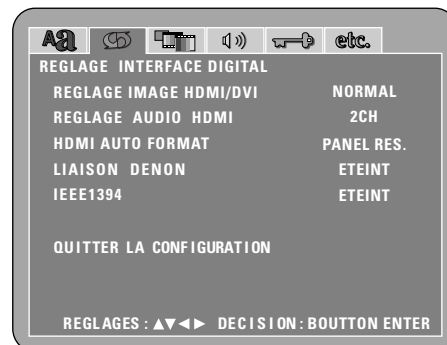 Aa etc.
REGLAGE INTERFACE DIGITAL
REGLAGE IMAGE HDMI/DVI NORMAL
REGLAGE AUDIO HDMI 2CH
HDMI AUTO FORMAT PANEL RES.
LIAISON DENON ETEINT
IEEE1394 ETEINT
QUITTER LA CONFIGURATION
REGLAGES : ▲▼◄► DECISION : BOUTTON ENTER